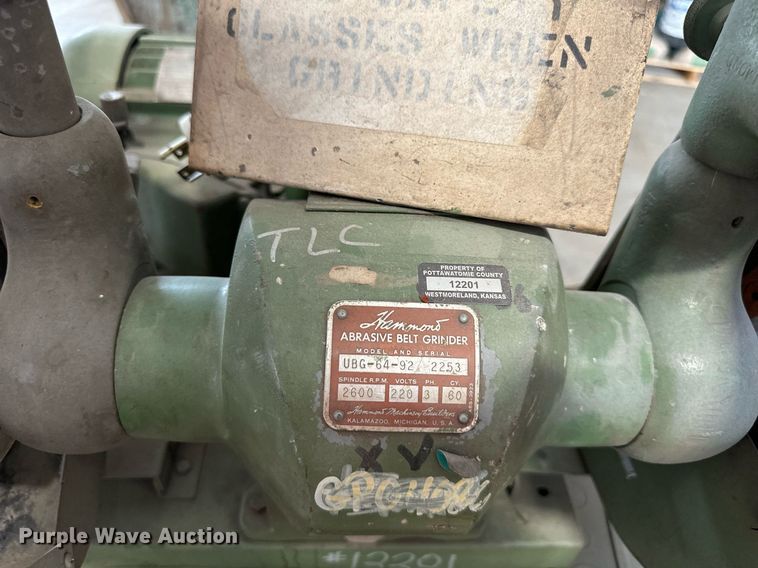 SAFETY
GLASSES WHEN
GRINDING
TLC
PROPERTY OF
POTTAWATOMIE COUNTY
12201
WESTMORELAND, KANSAS
Hammond
ABRASIVE BELT GRINDER
MODEL AND SERIAL
UBG-64-92 2253
SPINDLE R.P.M. VOLTS PH. CY.
2600 220 3 60
Hammond Machinery Builders
KALAMAZOO, MICHIGAN, U.S.A.
X V
#12201
Purple Wave Auction